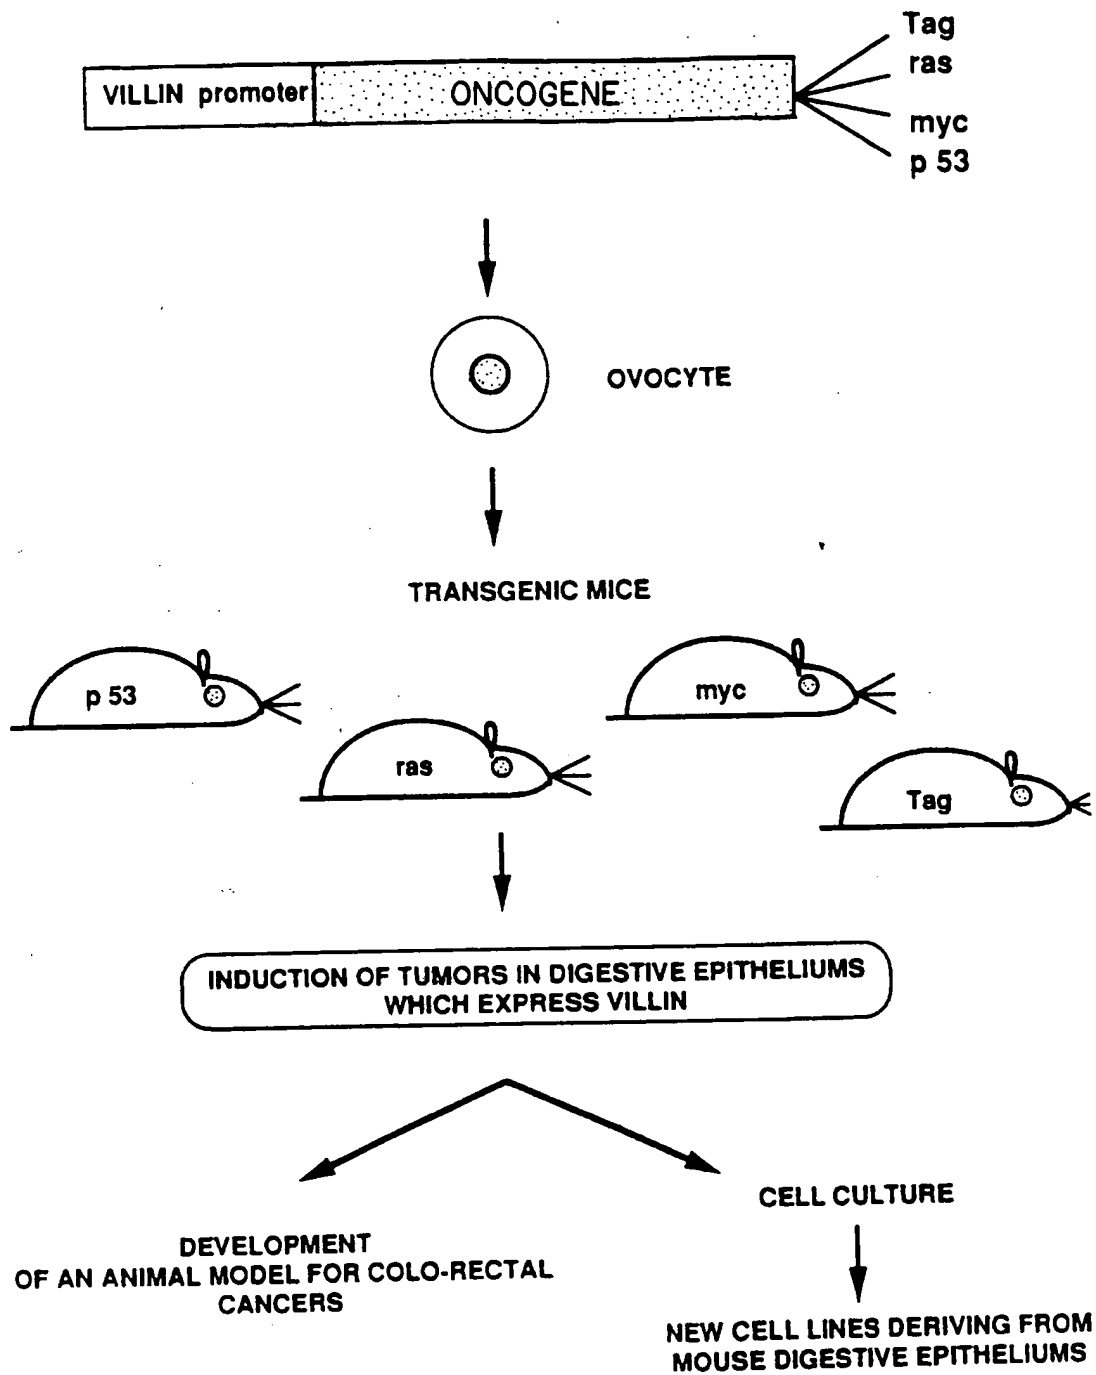 Tag
ras
VILLIN promoter
ONCOGENE
myc
p 53
OVOCYTE
TRANSGENIC MICE
p 53
myc
ras
Tag
INDUCTION OF TUMORS IN DIGESTIVE EPITHELIUMS
WHICH EXPRESS VILLIN
CELL CULTURE
DEVELOPMENT
OF AN ANIMAL MODEL FOR COLO-RECTAL
CANCERS
NEW CELL LINES DERIVING FROM
MOUSE DIGESTIVE EPITHELIUMS